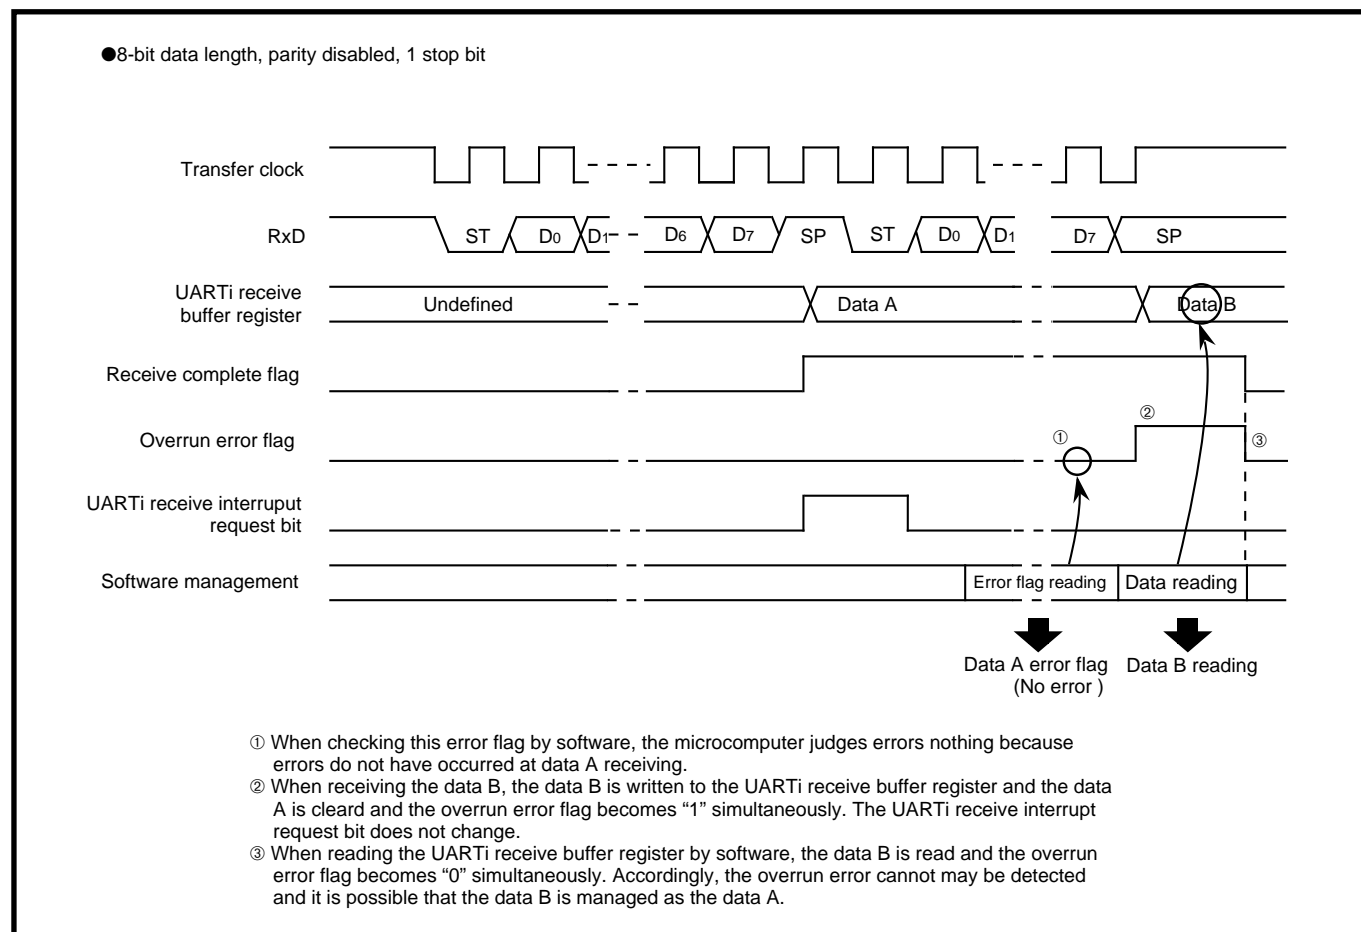 ●8-bit data length, parity disabled, 1 stop bit
Transfer clock
RxD
ST D0 D1 D6 D7 SP ST D0 D1 D7 SP
UARTi receive
buffer register
Undefined Data A Data B
Receive complete flag
②
Overrun error flag
① ③
UARTi receive interruput
request bit
Software management
Error flag reading Data reading
Data A error flag
(No error )
Data B reading
① When checking this error flag by software, the microcomputer judges errors nothing because
errors do not have occurred at data A receiving.
② When receiving the data B, the data B is written to the UARTi receive buffer register and the data
A is cleard and the overrun error flag becomes “1” simultaneously. The UARTi receive interrupt
request bit does not change.
③ When reading the UARTi receive buffer register by software, the data B is read and the overrun
error flag becomes “0” simultaneously. Accordingly, the overrun error cannot may be detected
and it is possible that the data B is managed as the data A.